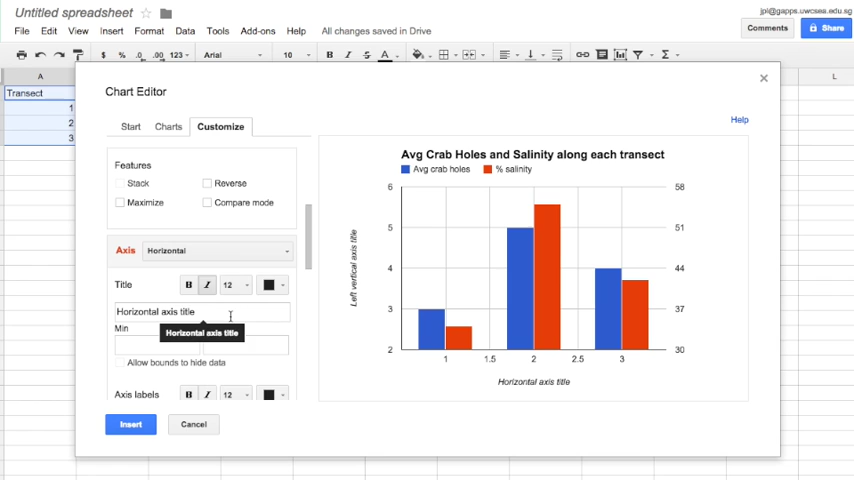 Untitled spreadsheet
jpl@gapps.uwcsea.edu.sg
File Edit View Insert Format Data Tools Add-ons Help All changes saved in Drive
Comments
Share
$ % .0 .00 123 Arial 10 B I S A Σ
A
L
Transect
1
2
3
Chart Editor
Help
Start Charts Customize
Features
Stack
Reverse
Maximize
Compare mode
Axis Horizontal
Title B I 12
Horizontal axis title
Horizontal axis title
Min
Allow bounds to hide data
Axis labels B I 12
Insert Cancel
Avg Crab Holes and Salinity along each transect
Avg crab holes % salinity
6 58
5 51
4 44
3 37
2 30
Left vertical axis title
1 1.5 2 2.5 3
Horizontal axis title